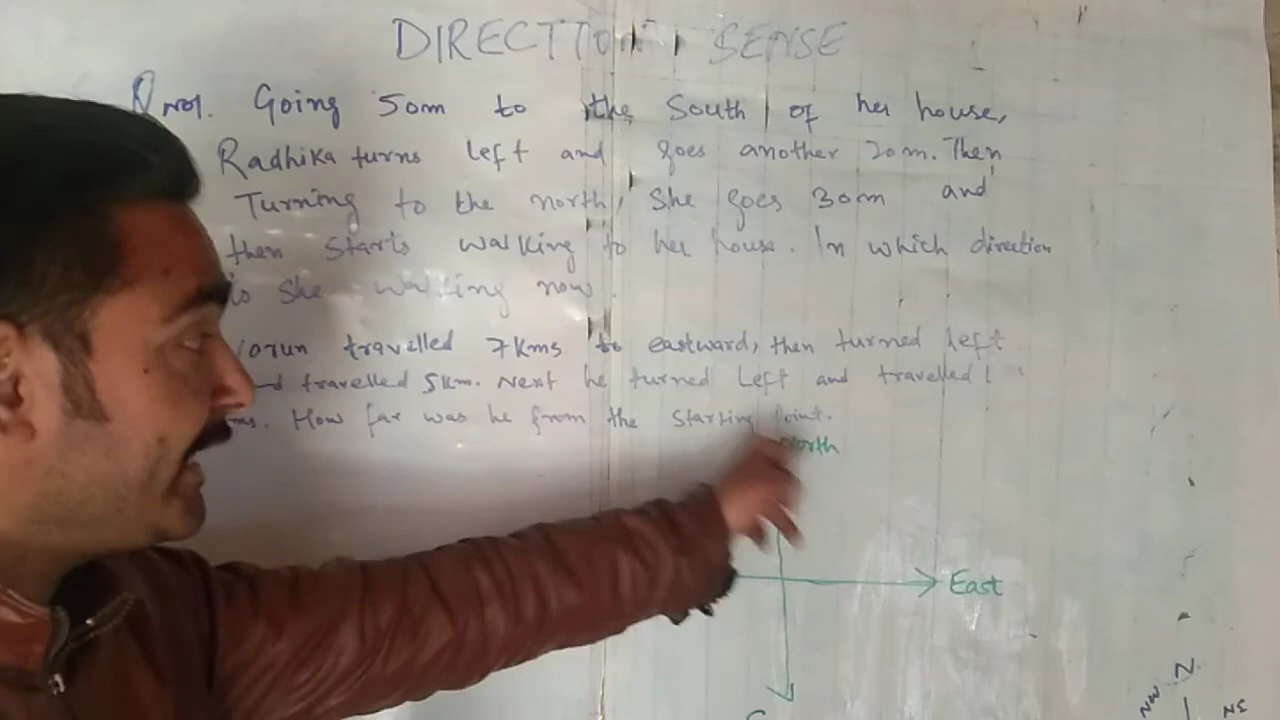 DIRECTION SENSE
Qno1. Going 50m to the South of her house,
Radhika turns left and goes another 20m. Then
Turning to the north, She goes 30m and
then starts walking to her house. In which direction
is She walking now.
travelled 7Kms to eastward, then turned left
travelled 5km. Next he turned Left and travelled
How far was he from the starting point.
North
East
N
NW
NE